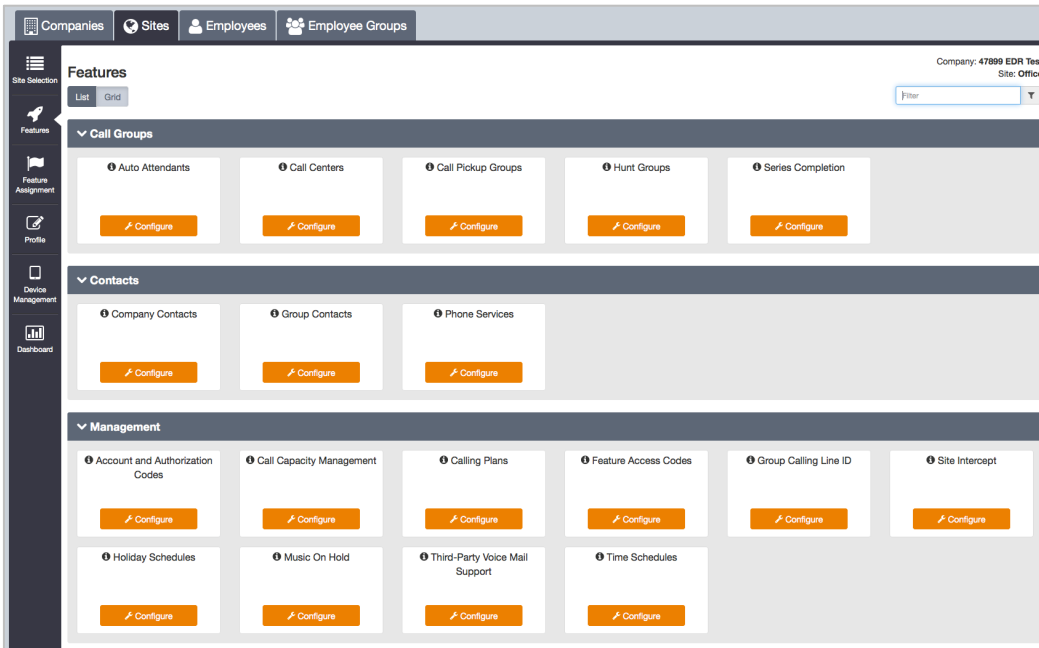 Companies
Sites
Employees
Employee Groups
Site Selection
Features
Feature
Assignment
Profile
Device
Management
Dashboard
Features
Company: 47899 EDR Tes
Site: Office
List
Grid
Filter
Call Groups
Auto Attendants
Call Centers
Call Pickup Groups
Hunt Groups
Series Completion
Configure
Configure
Configure
Configure
Configure
Contacts
Company Contacts
Group Contacts
Phone Services
Configure
Configure
Configure
Management
Account and Authorization
Codes
Call Capacity Management
Calling Plans
Feature Access Codes
Group Calling Line ID
Site Intercept
Configure
Configure
Configure
Configure
Configure
Configure
Holiday Schedules
Music On Hold
Third-Party Voice Mail
Support
Time Schedules
Configure
Configure
Configure
Configure